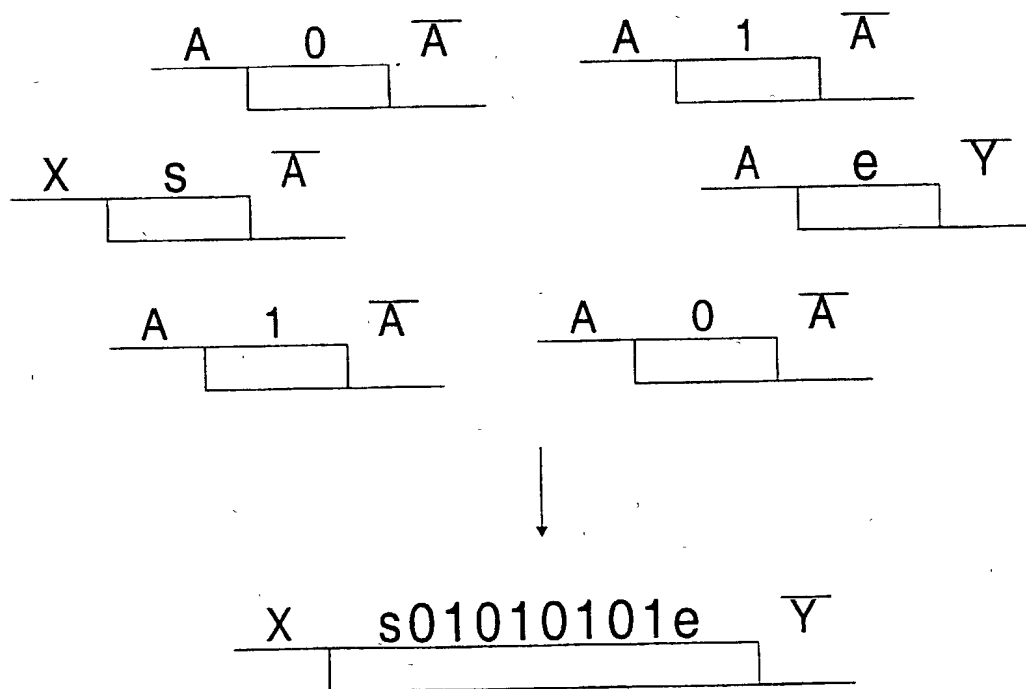 A 0 A̅ A 1 A̅
X s A̅ A e Y̅
A 1 A̅ A 0 A̅
X s01010101e Y̅